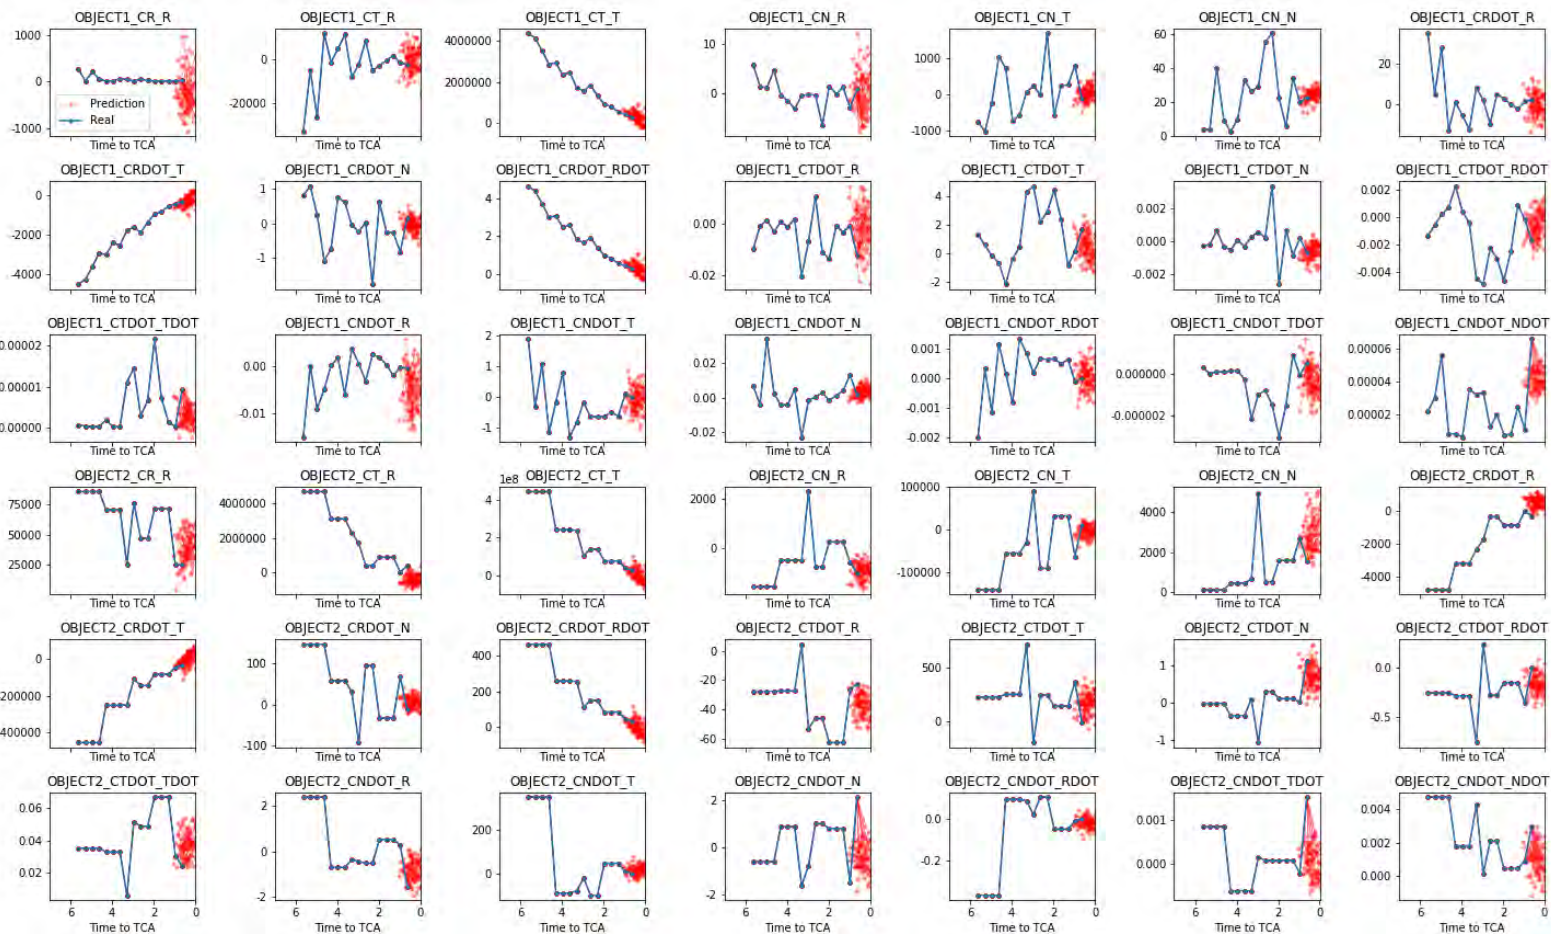 OBJECT1_CR_R OBJECT1_CT_R OBJECT1_CT_T OBJECT1_CN_R OBJECT1_CN_T OBJECT1_CN_N OBJECT1_CRDOT_R
1000 0 -1000 0 -20000 4000000 2000000 0 10 0 1000 0 -1000 60 40 20 0 20 0
Prediction
Real
Time to TCA Time to TCA Time to TCA Time to TCA Time to TCA Time to TCA Time to TCA
OBJECT1_CRDOT_T OBJECT1_CRDOT_N OBJECT1_CRDOT_RDOT OBJECT1_CTDOT_R OBJECT1_CTDOT_T OBJECT1_CTDOT_N OBJECT1_CTDOT_RDOT
0 -2000 -4000 1 0 -1 4 2 0 0.00 -0.02 4 2 0 -2 0.002 0.000 -0.002 0.002 0.000 -0.002 -0.004
Time to TCA Time to TCA Time to TCA Time to TCA Time to TCA Time to TCA Time to TCA
OBJECT1_CTDOT_TDOT OBJECT1_CNDOT_R OBJECT1_CNDOT_T OBJECT1_CNDOT_N OBJECT1_CNDOT_RDOT OBJECT1_CNDOT_TDOT OBJECT1_CNDOT_NDOT
0.00002 0.00001 0.00000 0.00 -0.01 2 1 0 -1 0.02 0.00 -0.02 0.001 0.000 -0.001 -0.002 0.000000 -0.000002 0.00006 0.00004 0.00002
Time to TCA Time to TCA Time to TCA Time to TCA Time to TCA Time to TCA Time to TCA
OBJECT2_CR_R OBJECT2_CT_R OBJECT2_CT_T OBJECT2_CN_R OBJECT2_CN_T OBJECT2_CN_N OBJECT2_CRDOT_R
75000 50000 25000 4000000 2000000 0 1e8 4 2 0 2000 0 100000 0 -100000 4000 2000 0 0 -2000 -4000
Time to TCA Time to TCA Time to TCA Time to TCA Time to TCA Time to TCA Time to TCA
OBJECT2_CRDOT_T OBJECT2_CRDOT_N OBJECT2_CRDOT_RDOT OBJECT2_CTDOT_R OBJECT2_CTDOT_T OBJECT2_CTDOT_N OBJECT2_CTDOT_RDOT
0 200000 400000 100 0 -100 400 200 0 0 -20 -40 -60 500 0 1 0 -1 0.0 -0.5
Time to TCA Time to TCA Time to TCA Time to TCA Time to TCA Time to TCA Time to TCA
OBJECT2_CTDOT_TDOT OBJECT2_CNDOT_R OBJECT2_CNDOT_T OBJECT2_CNDOT_N OBJECT2_CNDOT_RDOT OBJECT2_CNDOT_TDOT OBJECT2_CNDOT_NDOT
0.06 0.04 0.02 2 0 -2 200 0 2 0 -2 0.0 -0.2 0.001 0.000 0.004 0.002 0.000
6 4 2 0 6 4 2 0 6 4 2 0 6 4 2 0 6 4 2 0 6 4 2 0 6 4 2 0
Time to TCA Time to TCA Time to TCA Time to TCA Time to TCA Time to TCA Time to TCA